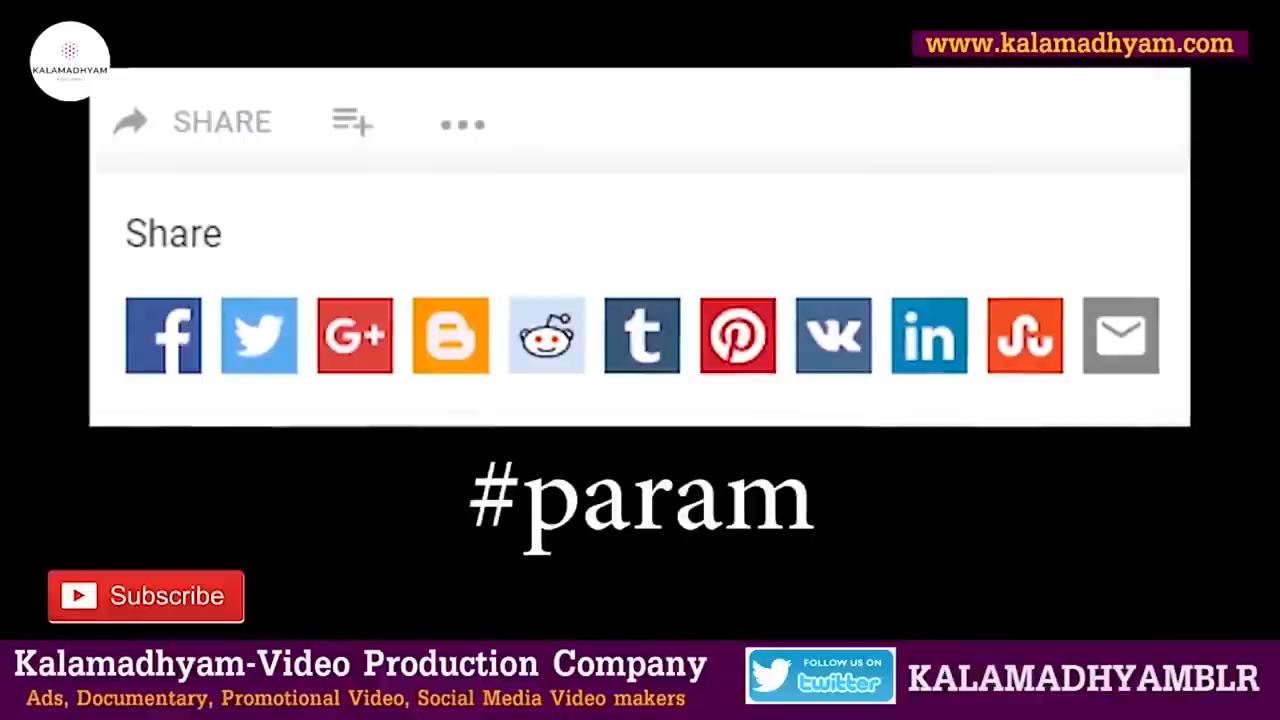 www.kalamadhyam.com
KALAMADHYAM
SHARE
Share
#param
Subscribe
Kalamadhyam-Video Production Company
Ads, Documentary, Promotional Video, Social Media Video makers
FOLLOW US ON
twitter
KALAMADHYAMBLR